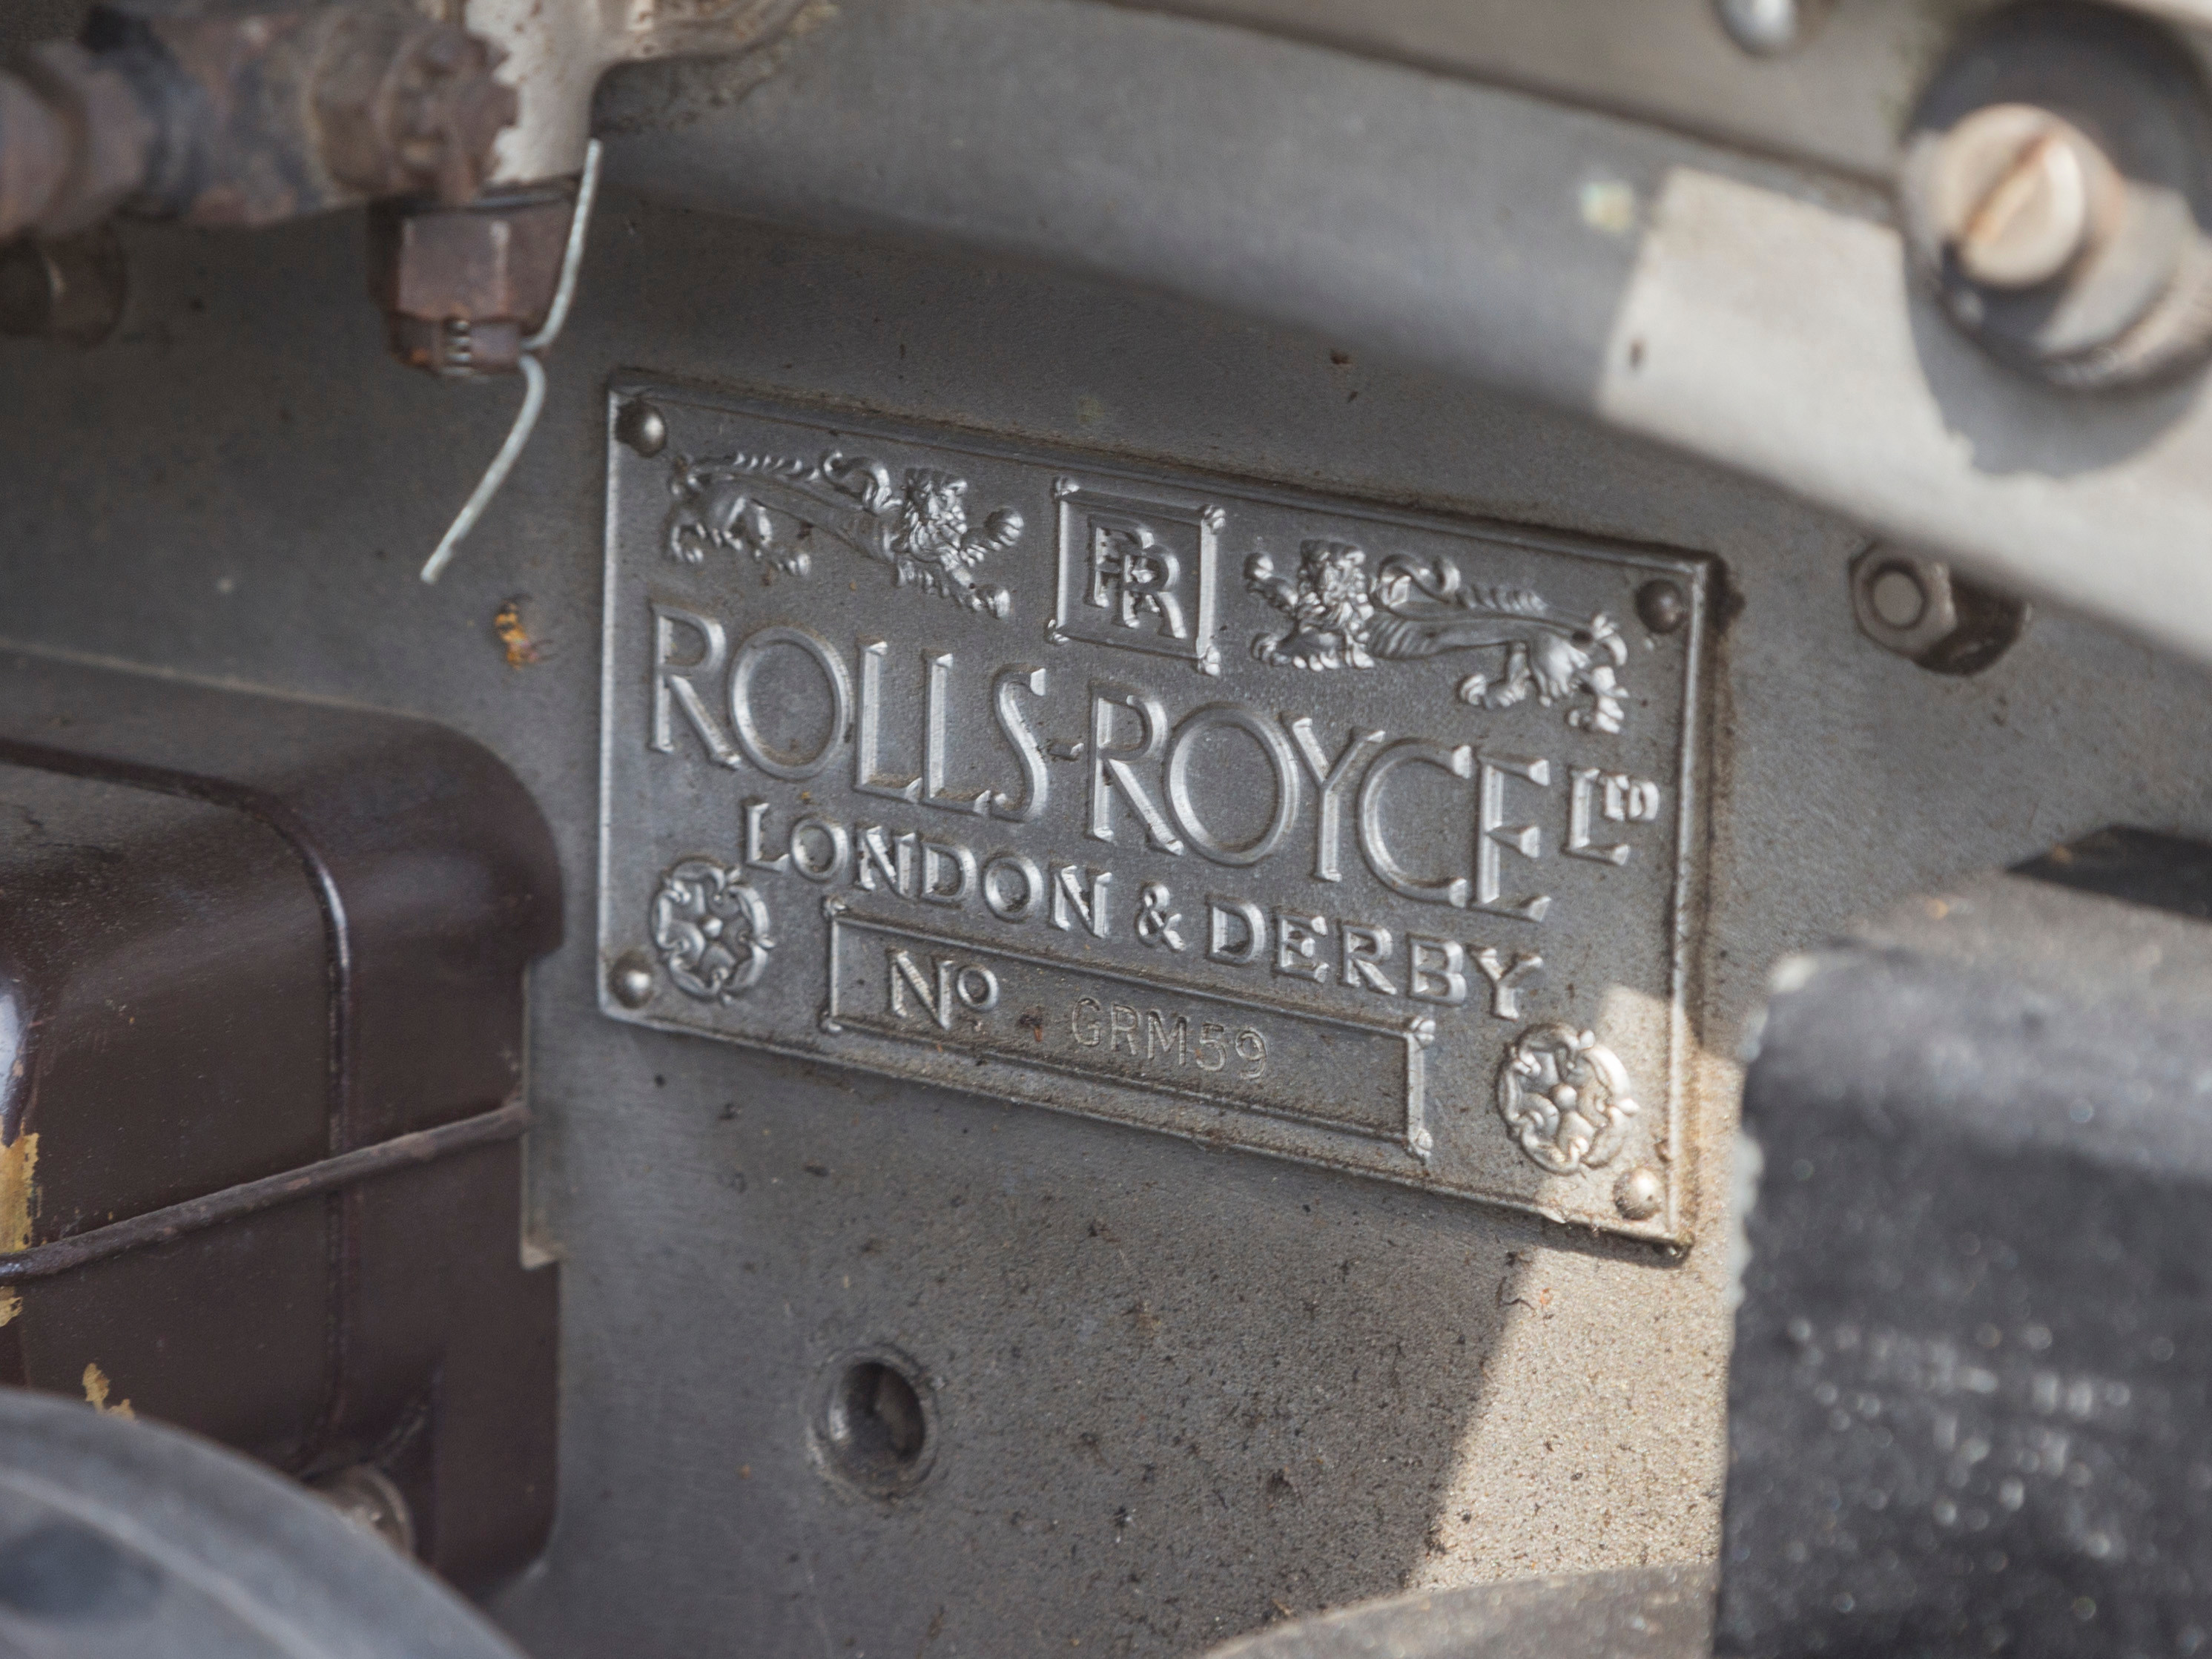 RR
ROLLS-ROYCE LTD
LONDON & DERBY
No GRM59